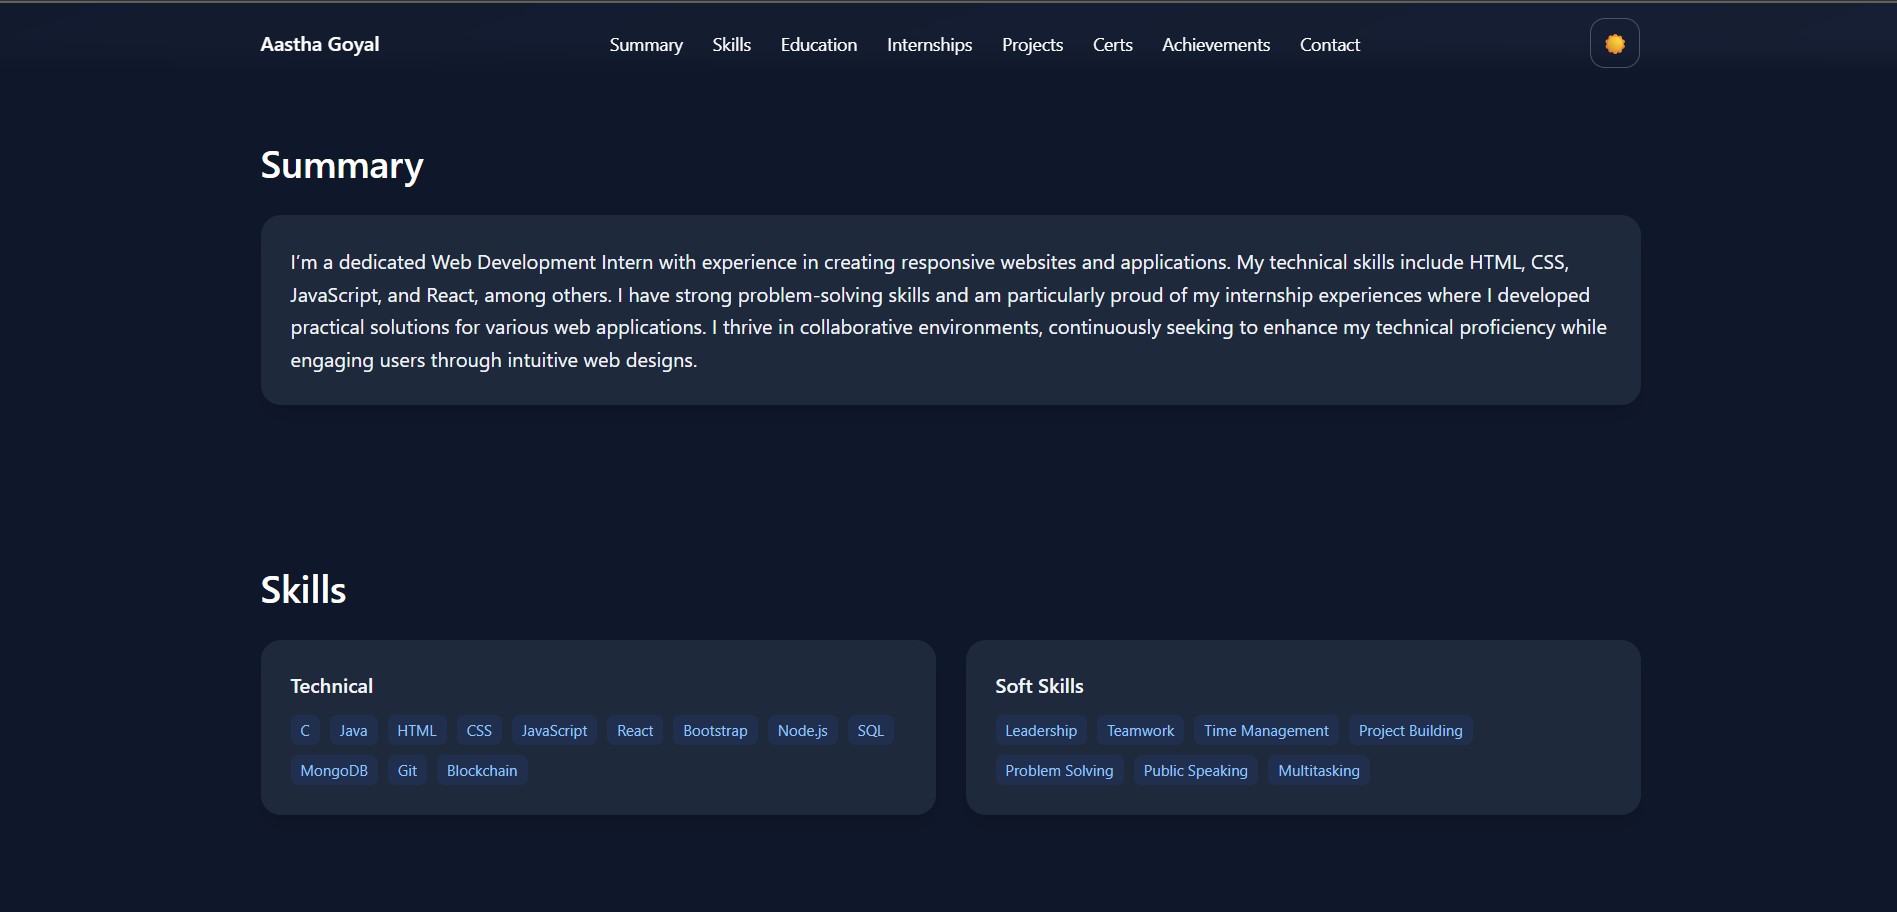 Aastha Goyal Summary Skills Education Internships Projects Certs Achievements Contact
Summary
I’m a dedicated Web Development Intern with experience in creating responsive websites and applications. My technical skills include HTML, CSS,
JavaScript, and React, among others. I have strong problem-solving skills and am particularly proud of my internship experiences where I developed
practical solutions for various web applications. I thrive in collaborative environments, continuously seeking to enhance my technical proficiency while
engaging users through intuitive web designs.
Skills
Technical
C Java HTML CSS JavaScript React Bootstrap Node.js SQL
MongoDB Git Blockchain
Soft Skills
Leadership Teamwork Time Management Project Building
Problem Solving Public Speaking Multitasking